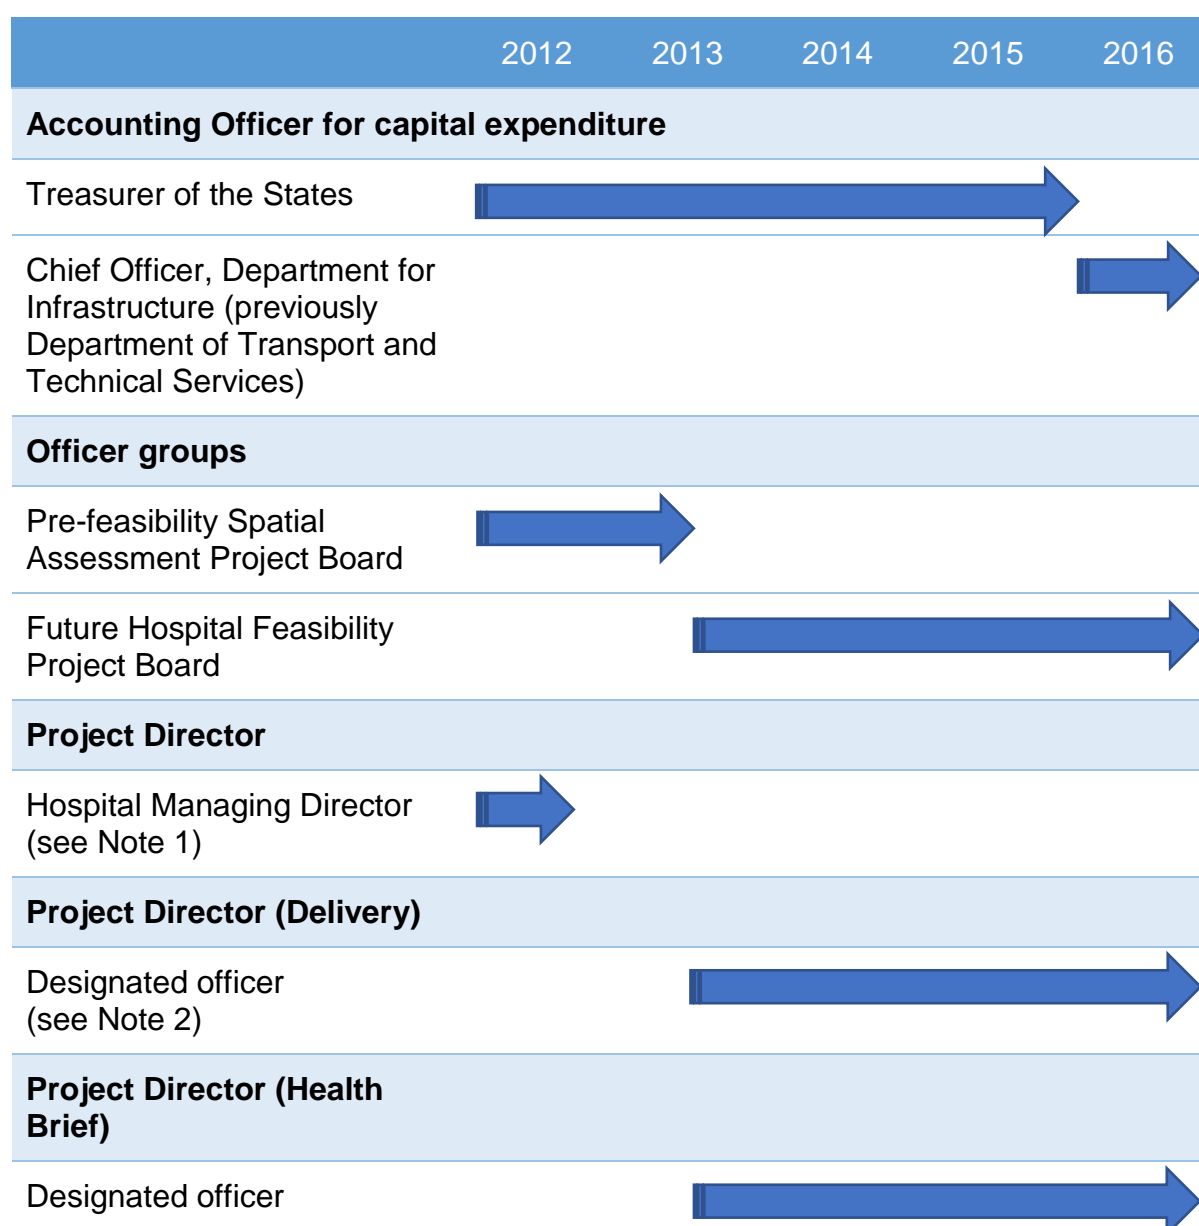 2012 2013 2014 2015 2016
Accounting Officer for capital expenditure
Treasurer of the States
Chief Officer, Department for
Infrastructure (previously
Department of Transport and
Technical Services)
Officer groups
Pre-feasibility Spatial
Assessment Project Board
Future Hospital Feasibility
Project Board
Project Director
Hospital Managing Director
(see Note 1)
Project Director (Delivery)
Designated officer
(see Note 2)
Project Director (Health
Brief)
Designated officer